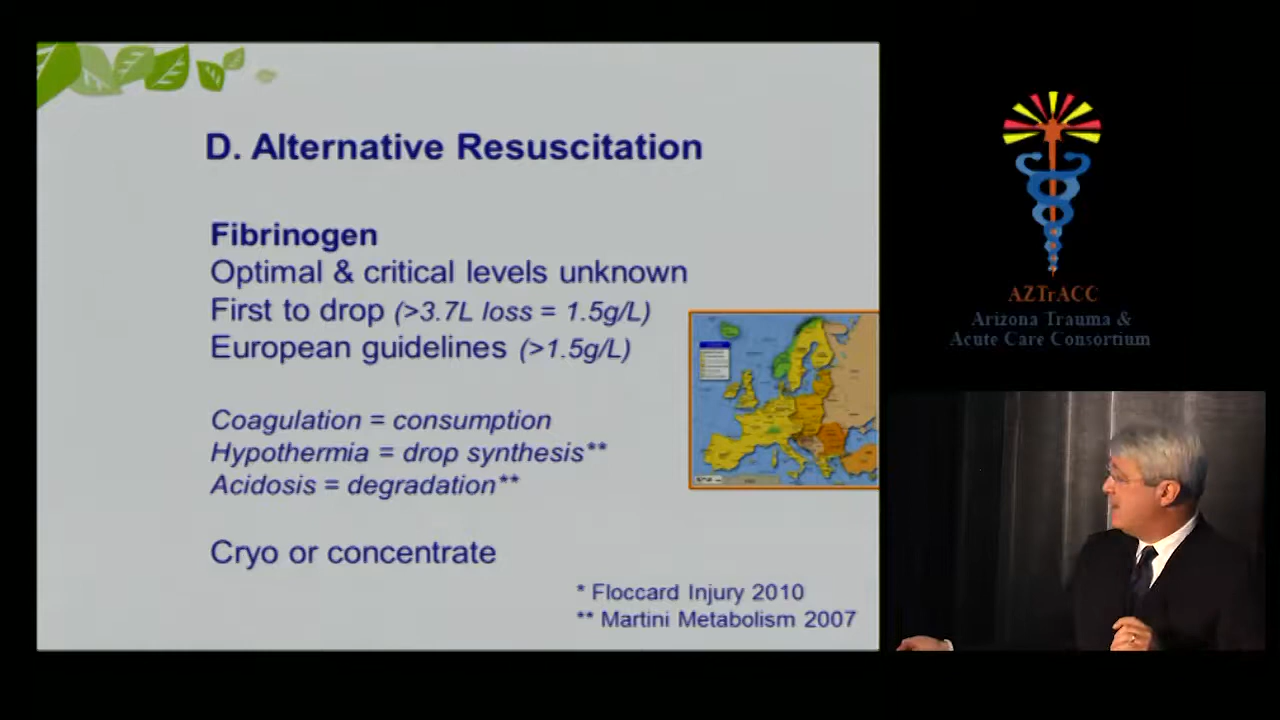 D. Alternative Resuscitation
Fibrinogen
Optimal & critical levels unknown
First to drop (>3.7L loss = 1.5g/L)
European guidelines (>1.5g/L)
Coagulation = consumption
Hypothermia = drop synthesis**
Acidosis = degradation**
Cryo or concentrate
* Floccard Injury 2010
** Martini Metabolism 2007
AZTrACC
Arizona Trauma &
Acute Care Consortium